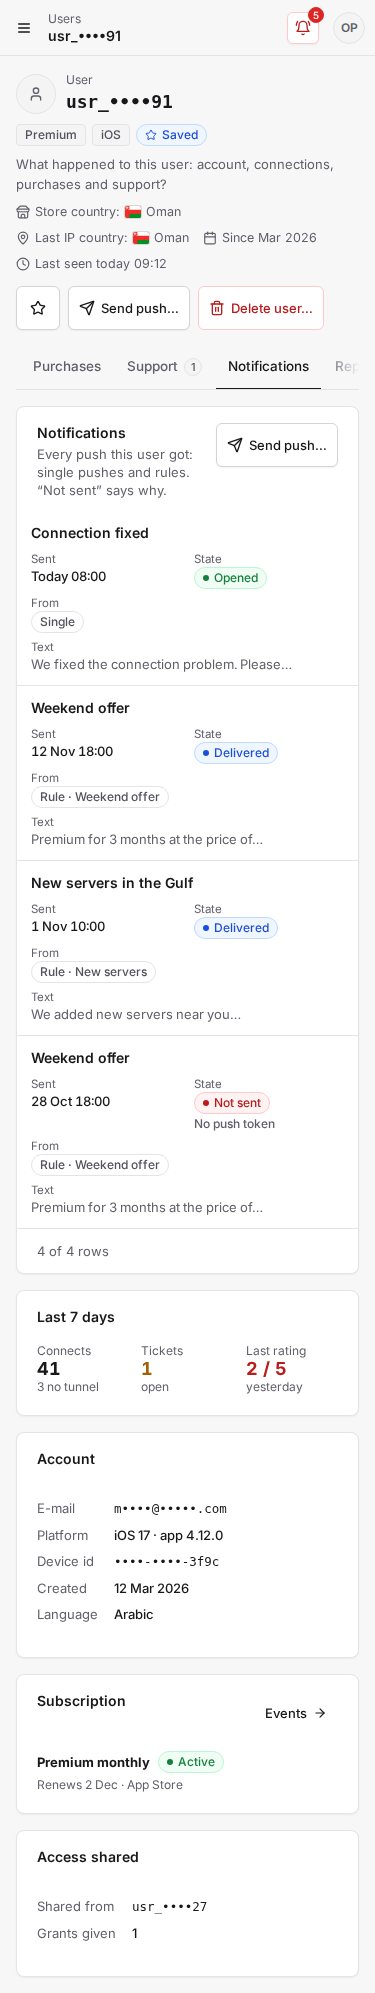 Users
usr_••••91
5
OP
User
usr_••••91
Premium
iOS
Saved
What happened to this user: account, connections,
purchases and support?
Store country: Oman
Last IP country: Oman
Since Mar 2026
Last seen today 09:12
Send push...
Delete user...
Purchases
Support 1
Notifications
Rep
Notifications
Every push this user got:
single pushes and rules.
“Not sent” says why.
Send push...
Connection fixed
Sent
State
Today 08:00
Opened
From
Single
Text
We fixed the connection problem. Please...
Weekend offer
Sent
State
12 Nov 18:00
Delivered
From
Rule · Weekend offer
Text
Premium for 3 months at the price of...
New servers in the Gulf
Sent
State
1 Nov 10:00
Delivered
From
Rule · New servers
Text
We added new servers near you...
Weekend offer
Sent
State
28 Oct 18:00
Not sent
No push token
From
Rule · Weekend offer
Text
Premium for 3 months at the price of...
4 of 4 rows
Last 7 days
Connects
Tickets
Last rating
41
1
2 / 5
3 no tunnel
open
yesterday
Account
E-mail m••••@•••••.com
Platform iOS 17 · app 4.12.0
Device id ••••-••••-3f9c
Created 12 Mar 2026
Language Arabic
Subscription
Events
Premium monthly
Active
Renews 2 Dec · App Store
Access shared
Shared from usr_••••27
Grants given 1